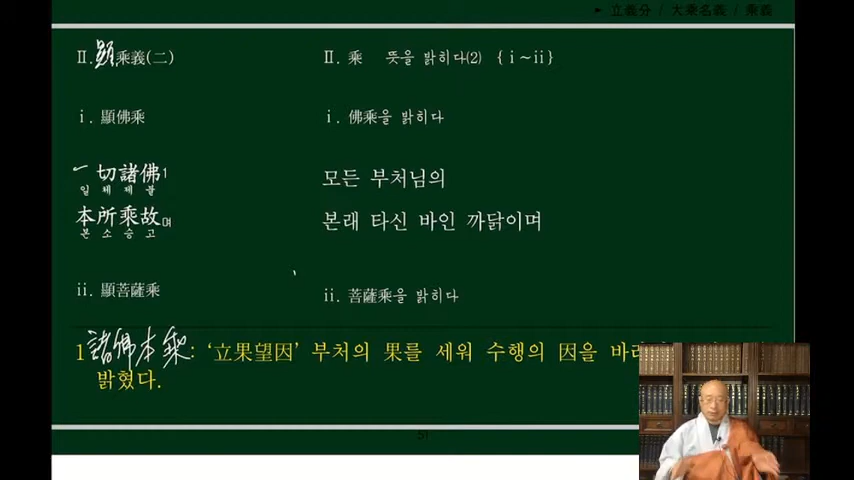 ► 立義分 / 大乘名義 / 乘義
Ⅱ. 顯乘義(二) Ⅱ. 乘 뜻을 밝히다(2) {ⅰ~ⅱ}
ⅰ. 顯佛乘 ⅰ. 佛乘을 밝히다
一切諸佛1 모든 부처님의
일 체 제 불
本所乘故며 본래 타신 바인 까닭이며
본 소 승 고
ⅱ. 顯菩薩乘 ⅱ. 菩薩乘을 밝히다
1 諸佛本乘: ‘立果望因’ 부처의 果를 세워 수행의 因을
밝혔다.
51